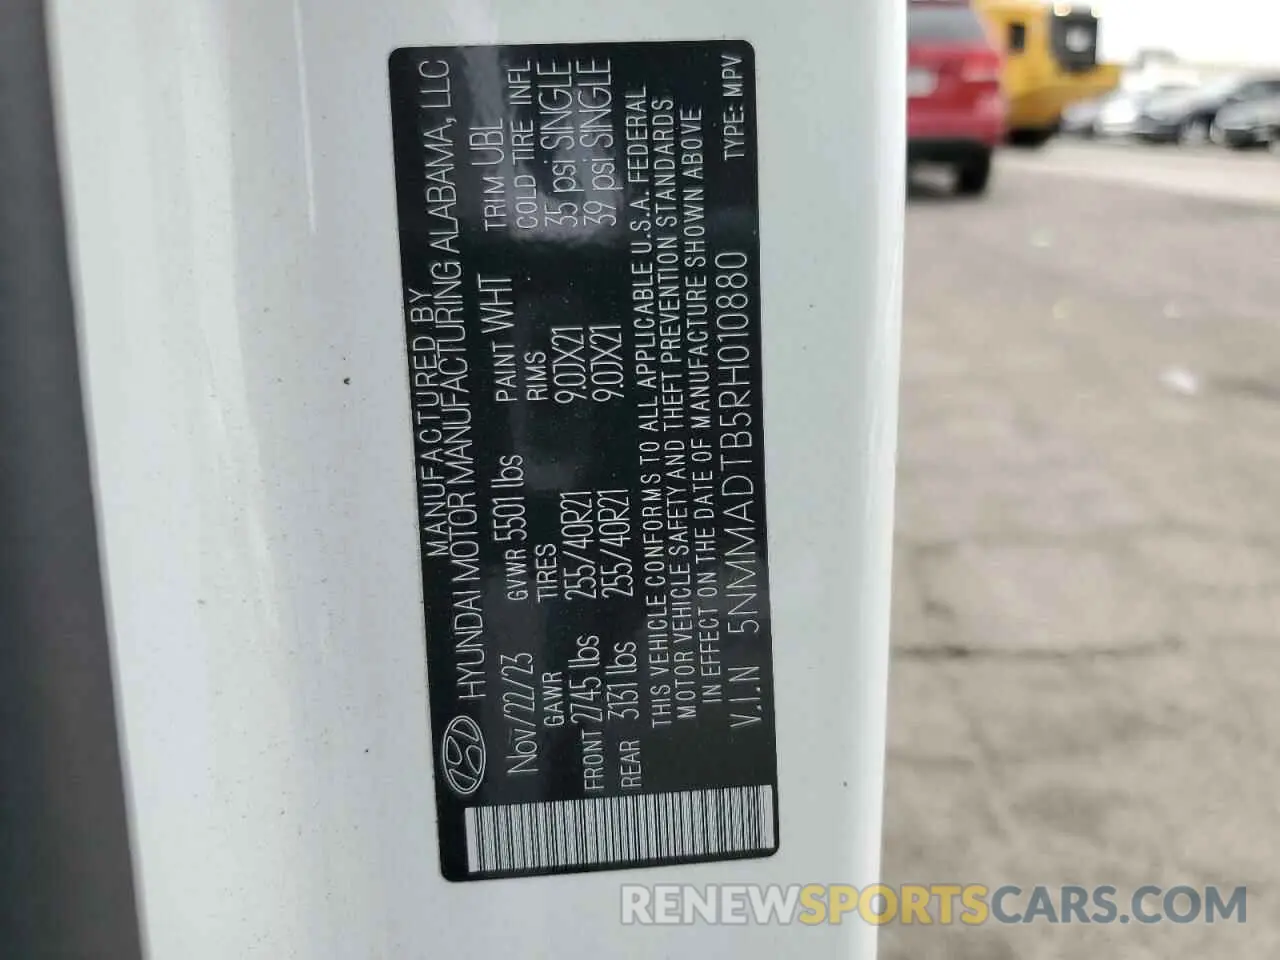 MANUFACTURED BY
HYUNDAI MOTOR MANUFACTURING ALABAMA, LLC
Nov/22/23 GVWR 5501 lbs PAINT WHT TRIM UBL
GAWR TIRES RIMS COLD TIRE INFL
FRONT 2745 lbs 255/40R21 9.0JX21 35 psi SINGLE
REAR 3131 lbs 255/40R21 9.0JX21 39 psi SINGLE
THIS VEHICLE CONFORMS TO ALL APPLICABLE U.S.A. FEDERAL
MOTOR VEHICLE SAFETY AND THEFT PREVENTION STANDARDS
IN EFFECT ON THE DATE OF MANUFACTURE SHOWN ABOVE
V.I.N 5NMMADTB5RH010880 TYPE: MPV
RENEWSPORTSCARS.COM